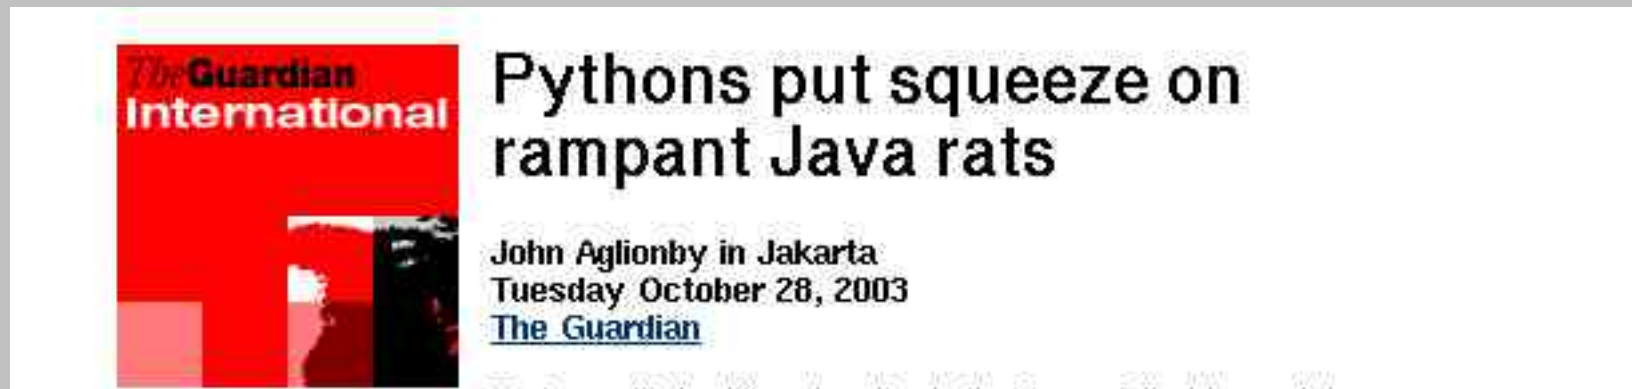 TheGuardian
International
Pythons put squeeze on
rampant Java rats
John Aglionby in Jakarta
Tuesday October 28, 2003
The Guardian